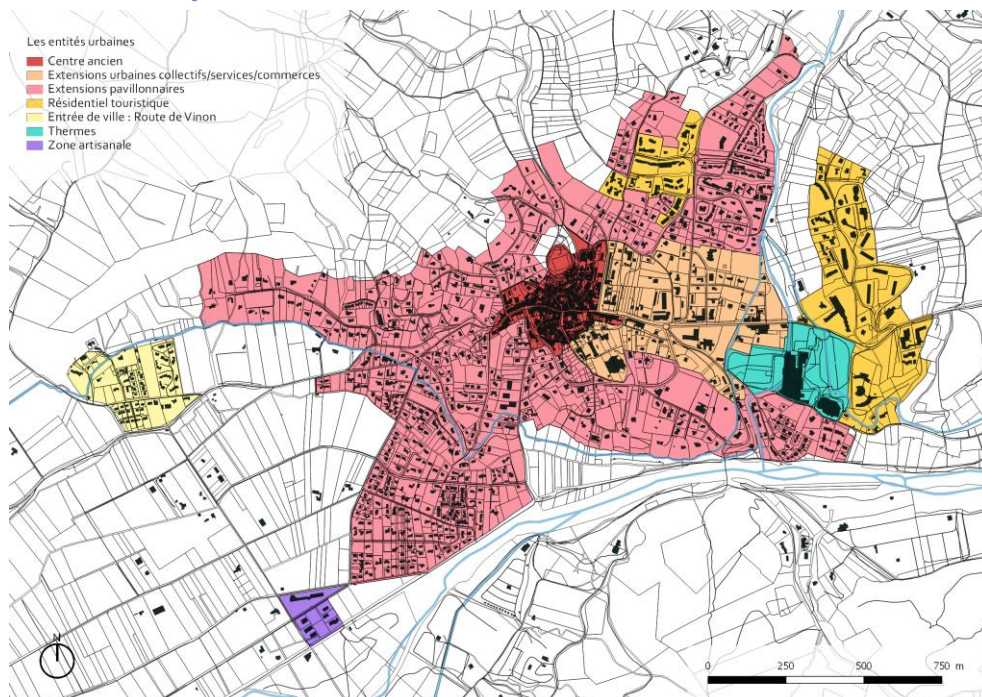 Les entités urbaines
Centre ancien
Extensions urbaines collectifs/services/commerces
Extensions pavillonnaires
Résidentiel touristique
Entrée de ville : Route de Vinon
Thermes
Zone artisanale
N
0 250 500 750 m